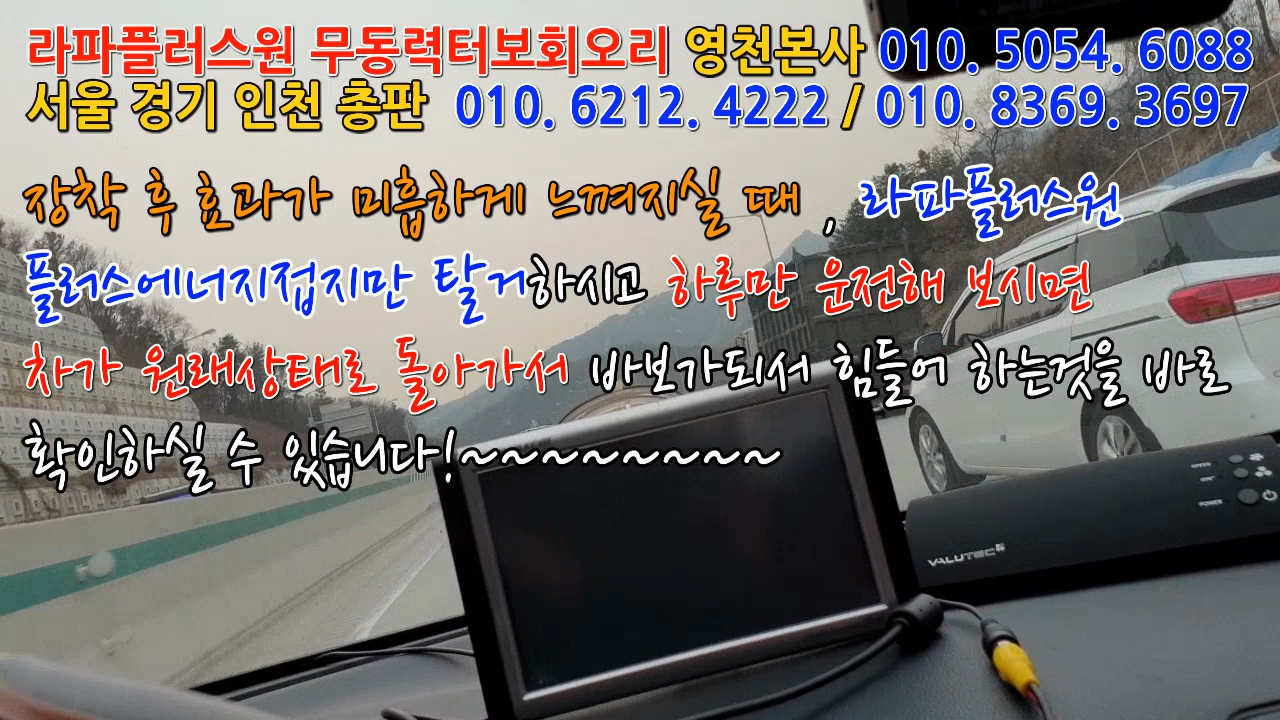 라파플러스원 무동력터보회오리 영천본사 010. 5054. 6088
서울 경기 인천 총판 010. 6212. 4222 / 010. 8369. 3697
장착 후 효과가 미흡하게 느껴지실 때 , 라파플러스원
플러스에너지접지만 탈거하시고 하루만 운전해 보시면
차가 원래상태로 돌아가서 바보가되서 힘들어 하는것을 바로
확인하실 수 있습니다!~~~~~~~~
SPEED
POWER
VALUTEC